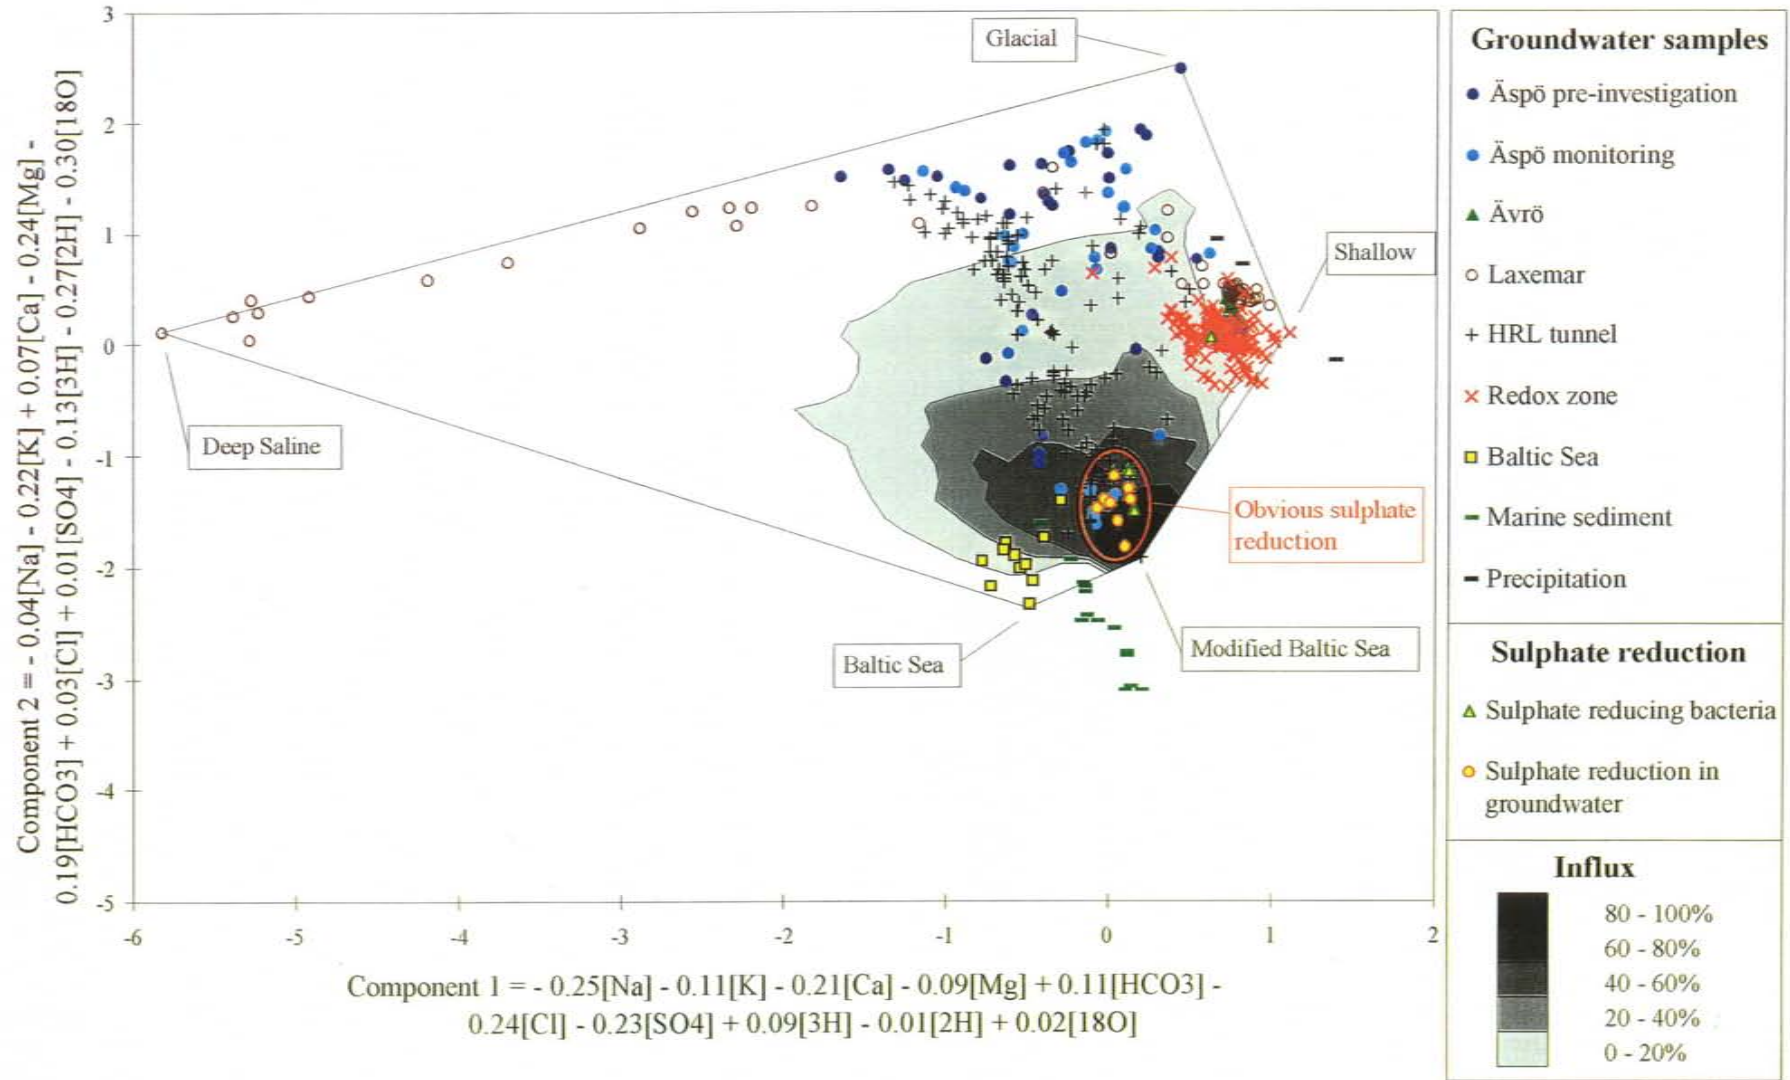 Component 2 = - 0.04[Na] - 0.22[K] + 0.07[Ca] - 0.24[Mg] -
0.19[HCO3] + 0.03[Cl] + 0.01[SO4] - 0.13[3H] - 0.27[2H] - 0.30[18O]
3
2
1
0
-1
-2
-3
-4
-5
Glacial
Shallow
Deep Saline
Obvious sulphate
reduction
Baltic Sea
Modified Baltic Sea
-6
-5
-4
-3
-2
-1
0
1
2
Component 1 = - 0.25[Na] - 0.11[K] - 0.21[Ca] - 0.09[Mg] + 0.11[HCO3] -
0.24[Cl] - 0.23[SO4] + 0.09[3H] - 0.01[2H] + 0.02[18O]
Groundwater samples
Äspö pre-investigation
Äspö monitoring
Ävrö
Laxemar
HRL tunnel
Redox zone
Baltic Sea
Marine sediment
Precipitation
Sulphate reduction
Sulphate reducing bacteria
Sulphate reduction in
groundwater
Influx
80 - 100%
60 - 80%
40 - 60%
20 - 40%
0 - 20%